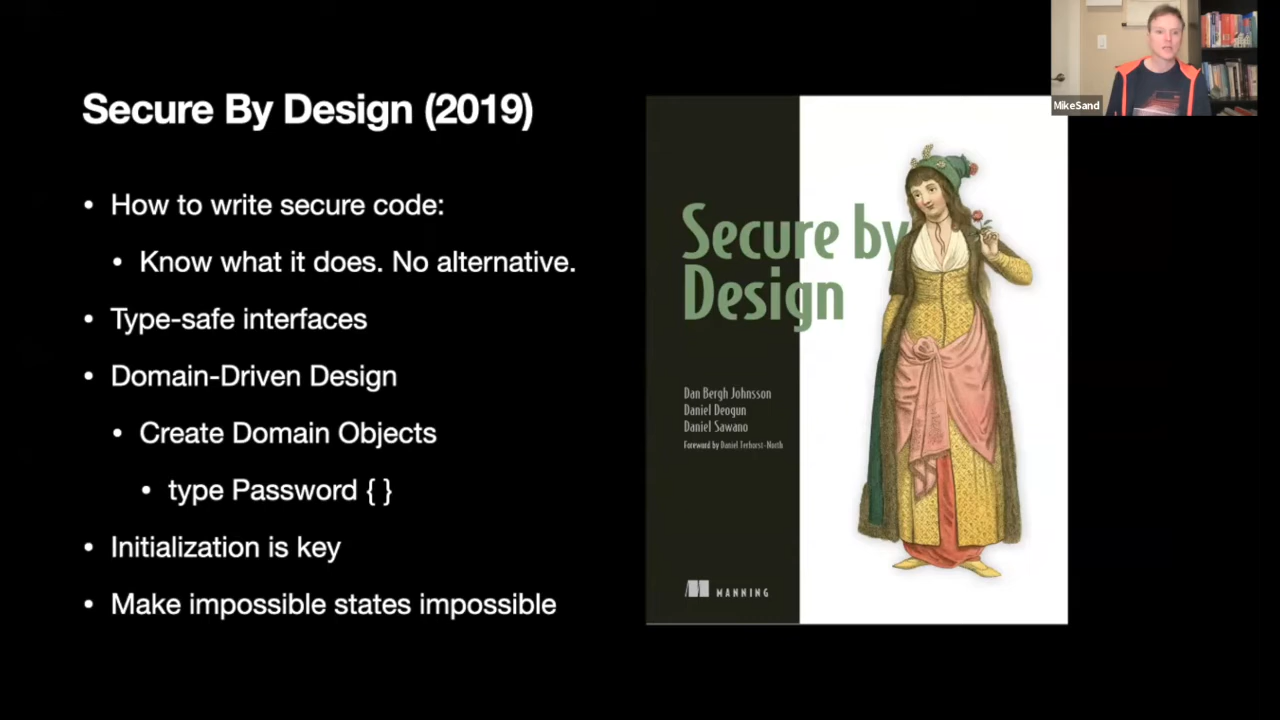 Secure By Design (2019)
• How to write secure code:
• Know what it does. No alternative.
• Type-safe interfaces
• Domain-Driven Design
• Create Domain Objects
• type Password { }
• Initialization is key
• Make impossible states impossible
Secure by
Design
Dan Bergh Johnsson
Daniel Deogun
Daniel Sawano
Foreword by Daniel Terhorst-North
MANNING
MikeSand